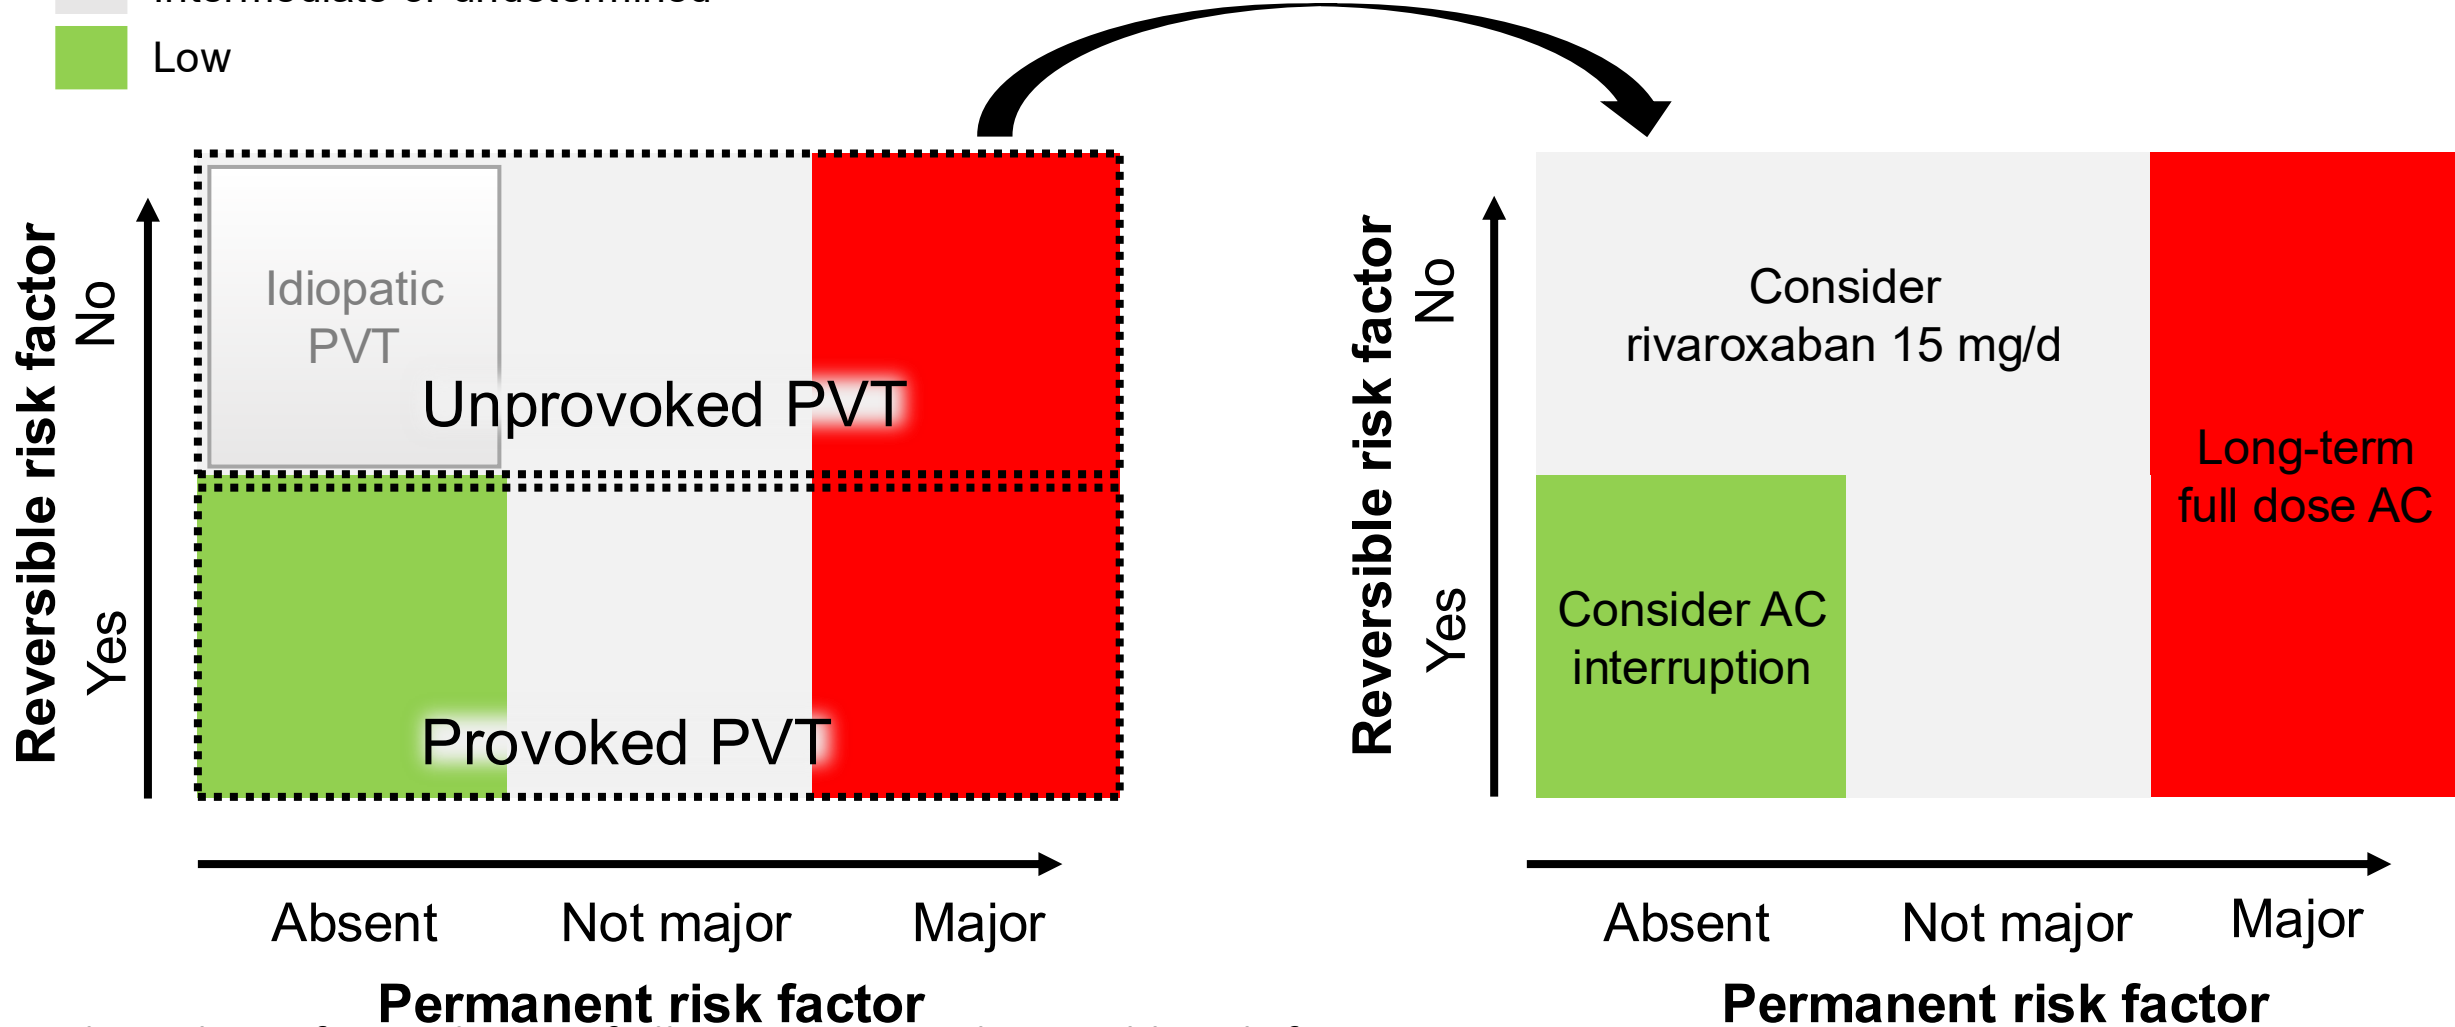 Low
Reversible risk factor
No
Yes
Idiopatic
PVT
Unprovoked PVT
Provoked PVT
Absent
Not major
Major
Permanent risk factor
Reversible risk factor
No
Yes
Consider
rivaroxaban 15 mg/d
Long-term
full dose AC
Consider AC
interruption
Absent
Not major
Major
Permanent risk factor